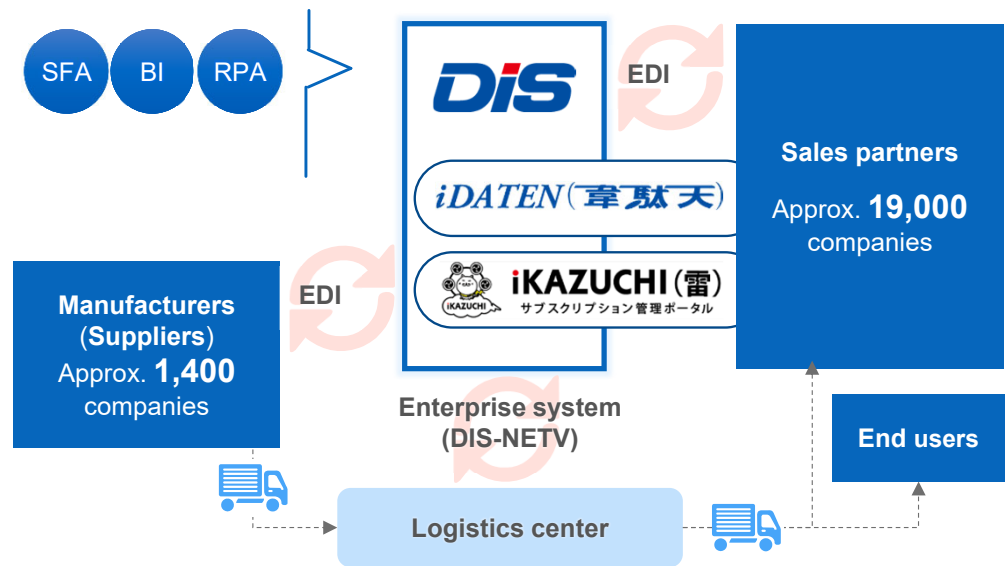 SFA
BI
RPA
DiS
EDI
iDATEN(韋駄天)
iKAZUCHI
iKAZUCHI(雷)
サブスクリプション管理ポータル
Sales partners
Approx. 19,000
companies
Manufacturers
(Suppliers)
Approx. 1,400
companies
EDI
Enterprise system
(DIS-NETV)
End users
Logistics center